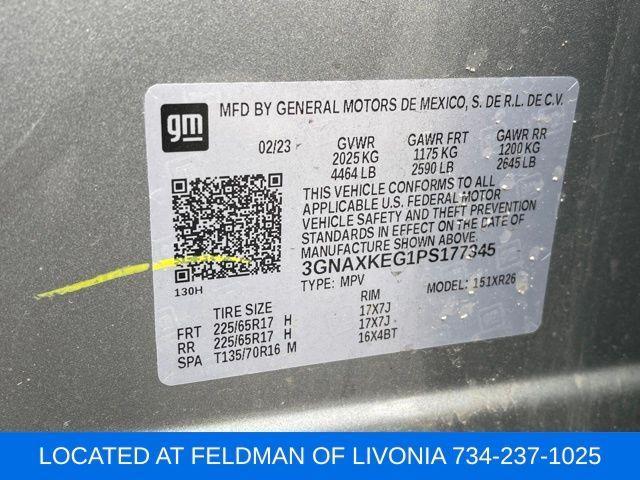 gm
MFD BY GENERAL MOTORS DE MEXICO, S. DE R.L. DE C.V.
02/23 GVWR GAWR FRT GAWR RR
2025 KG 1175 KG 1200 KG
4464 LB 2590 LB 2645 LB
THIS VEHICLE CONFORMS TO ALL
APPLICABLE U.S. FEDERAL MOTOR
VEHICLE SAFETY AND THEFT PREVENTION
STANDARDS IN EFFECT ON THE DATE OF
MANUFACTURE SHOWN ABOVE.
3GNAXKEG1PS177345
130H TYPE: MPV MODEL: 151XR26
TIRE SIZE RIM
FRT 225/65R17 H 17X7J
RR 225/65R17 H 17X7J
SPA T135/70R16 M 16X4BT
LOCATED AT FELDMAN OF LIVONIA 734-237-1025